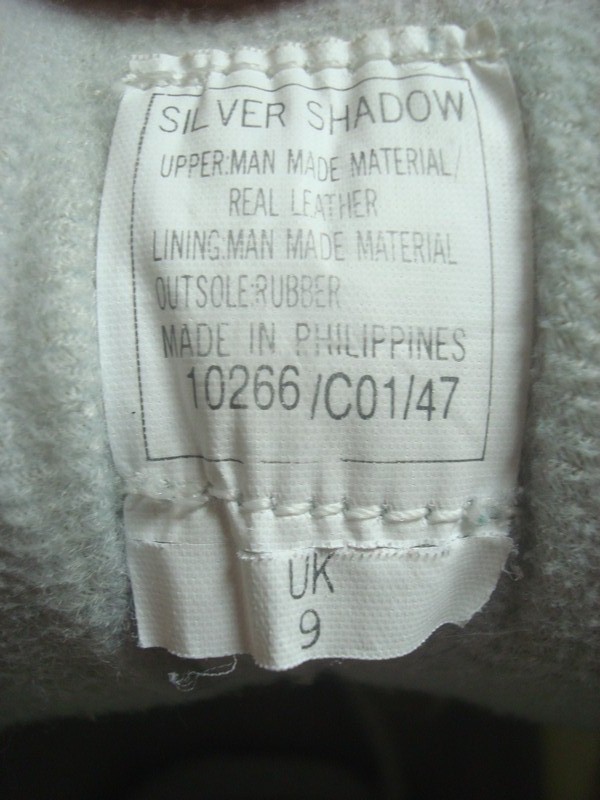 SILVER SHADOW
UPPER:MAN MADE MATERIAL/
REAL LEATHER
LINING:MAN MADE MATERIAL
OUTSOLE:RUBBER
MADE IN PHILIPPINES
10266/C01/47
UK
9